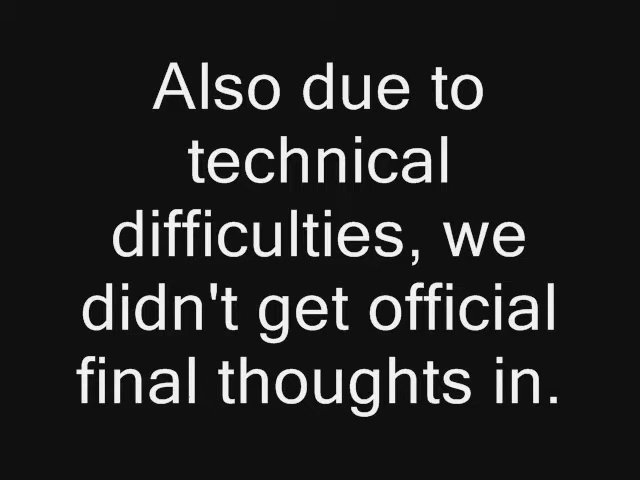 Also due to
technical
difficulties, we
didn't get official
final thoughts in.